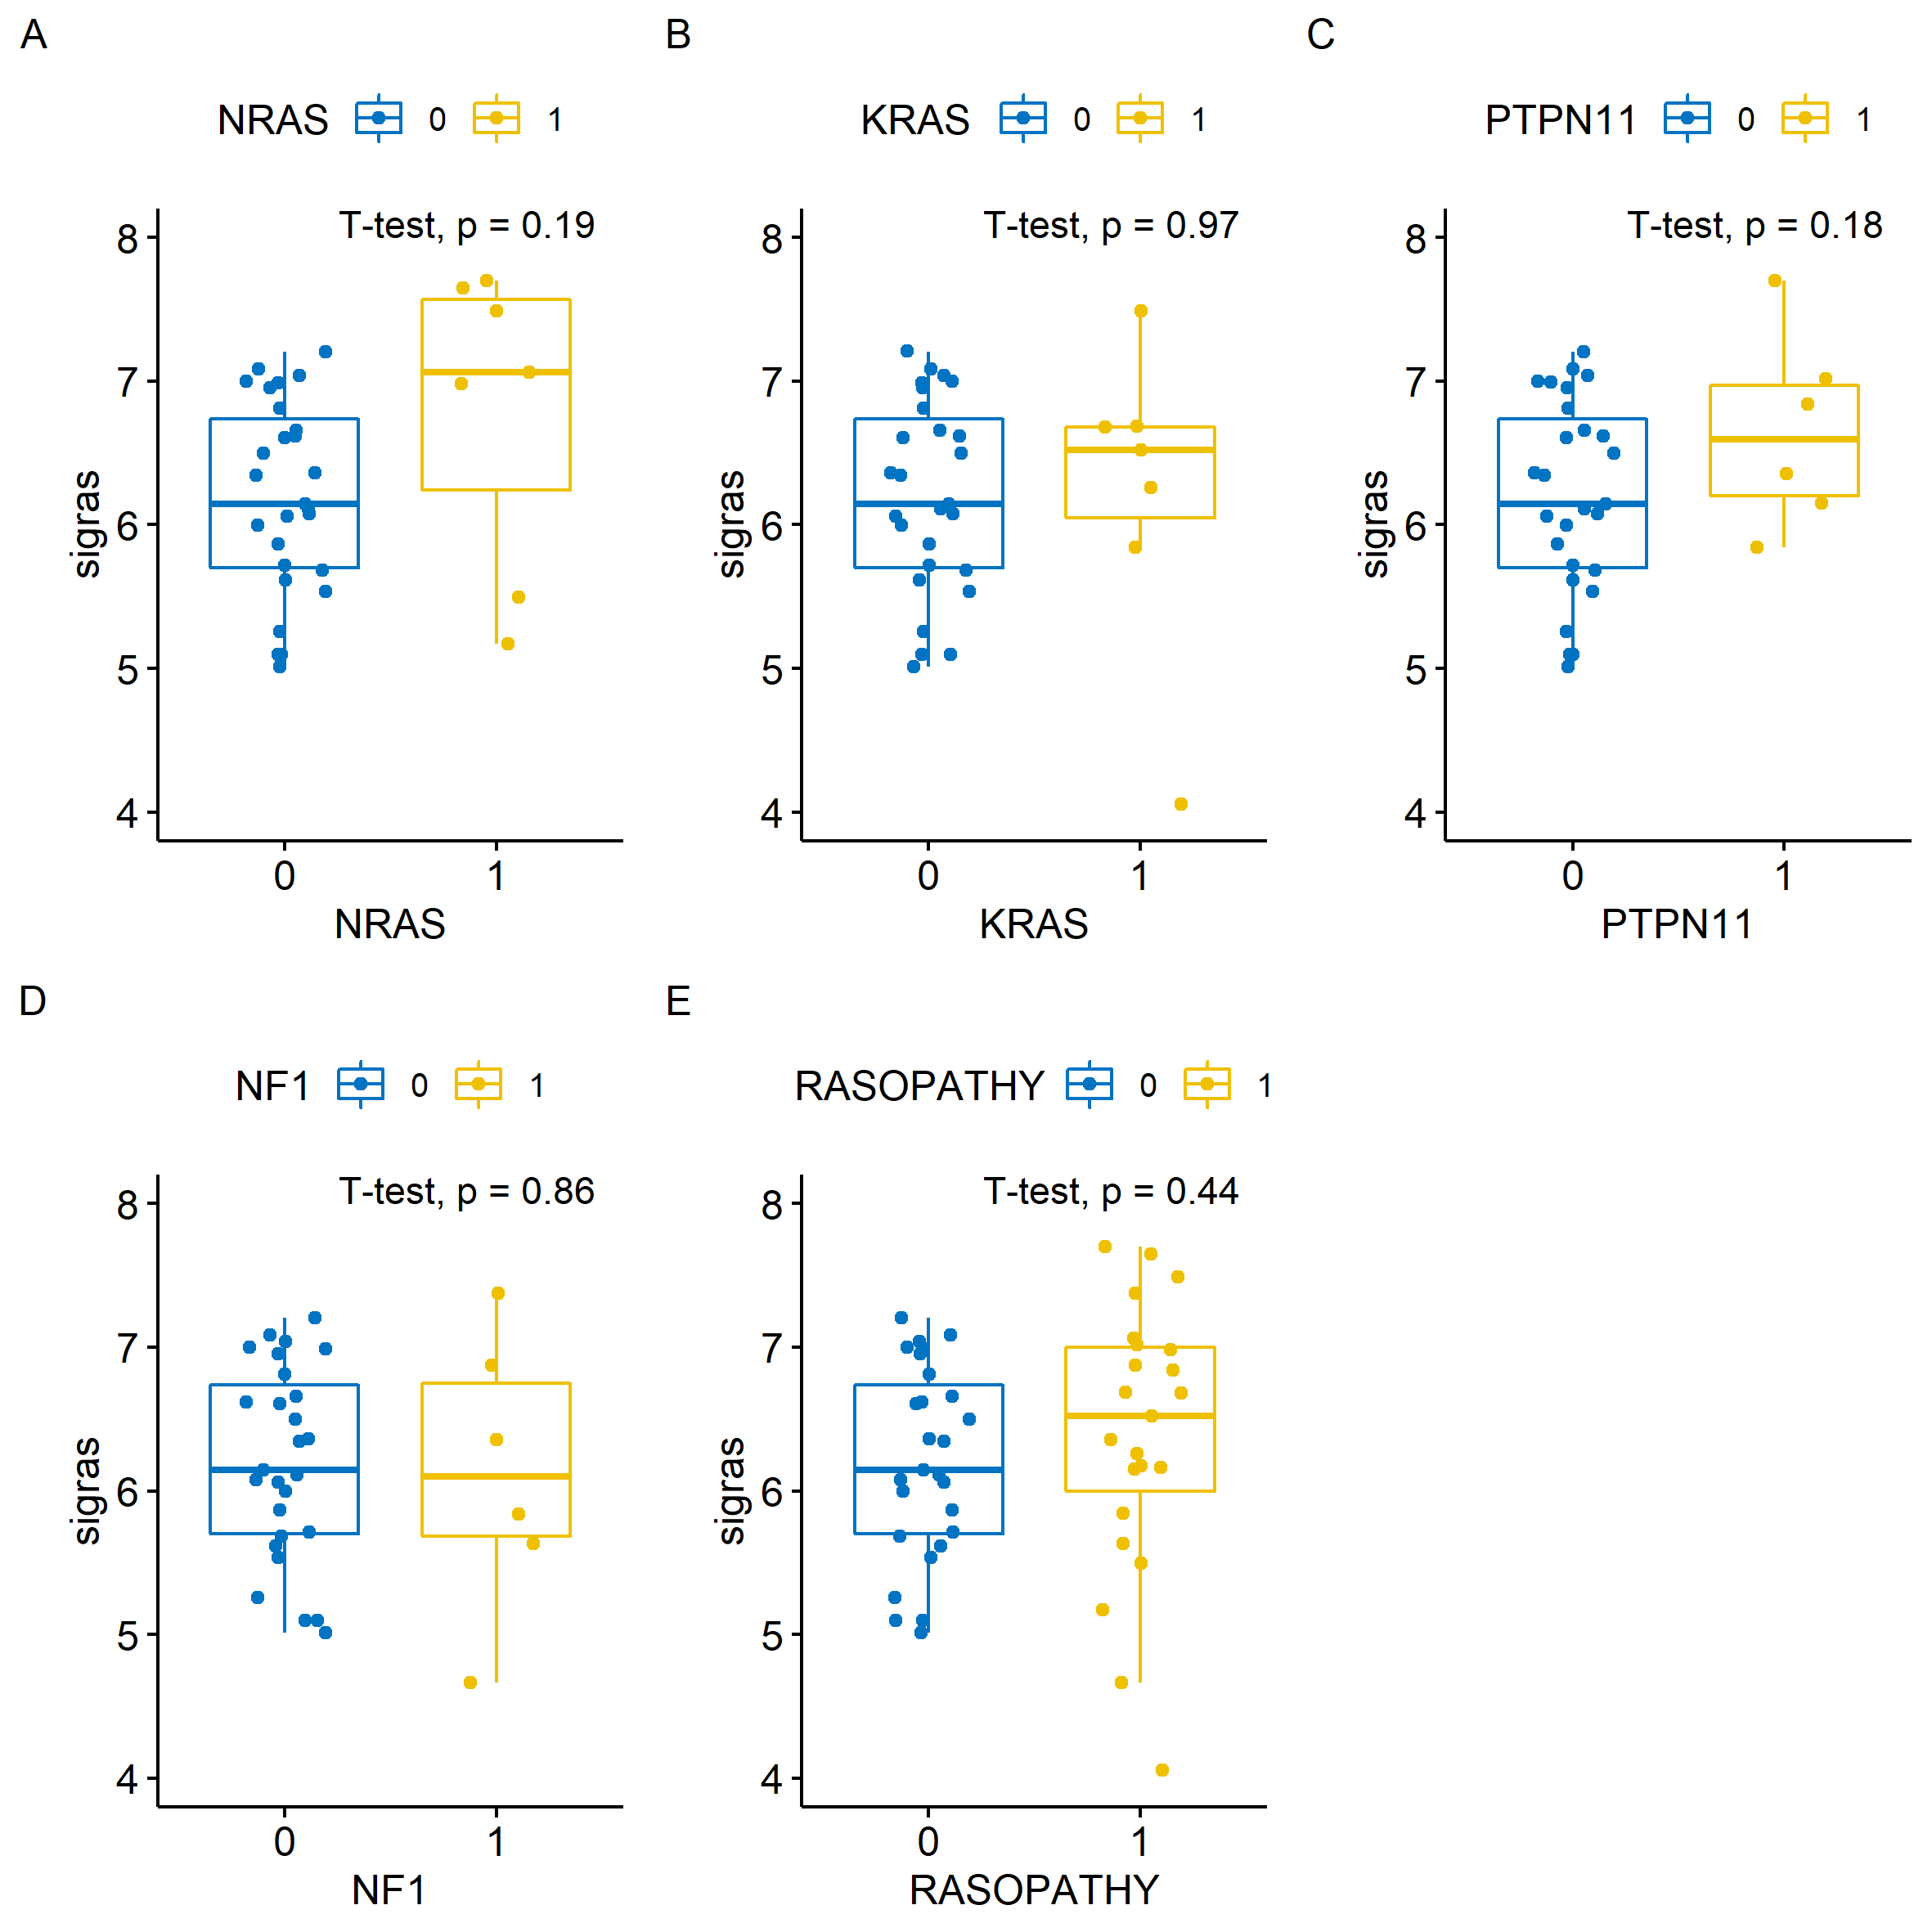 A
NRAS 0 1
T-test, p = 0.19
8
7
6
5
4
sigras
0 1
NRAS
B
KRAS 0 1
T-test, p = 0.97
8
7
6
5
4
sigras
0 1
KRAS
C
PTPN11 0 1
T-test, p = 0.18
8
7
6
5
4
sigras
0 1
PTPN11
D
NF1 0 1
T-test, p = 0.86
8
7
6
5
4
sigras
0 1
NF1
E
RASOPATHY 0 1
T-test, p = 0.44
8
7
6
5
4
sigras
0 1
RASOPATHY